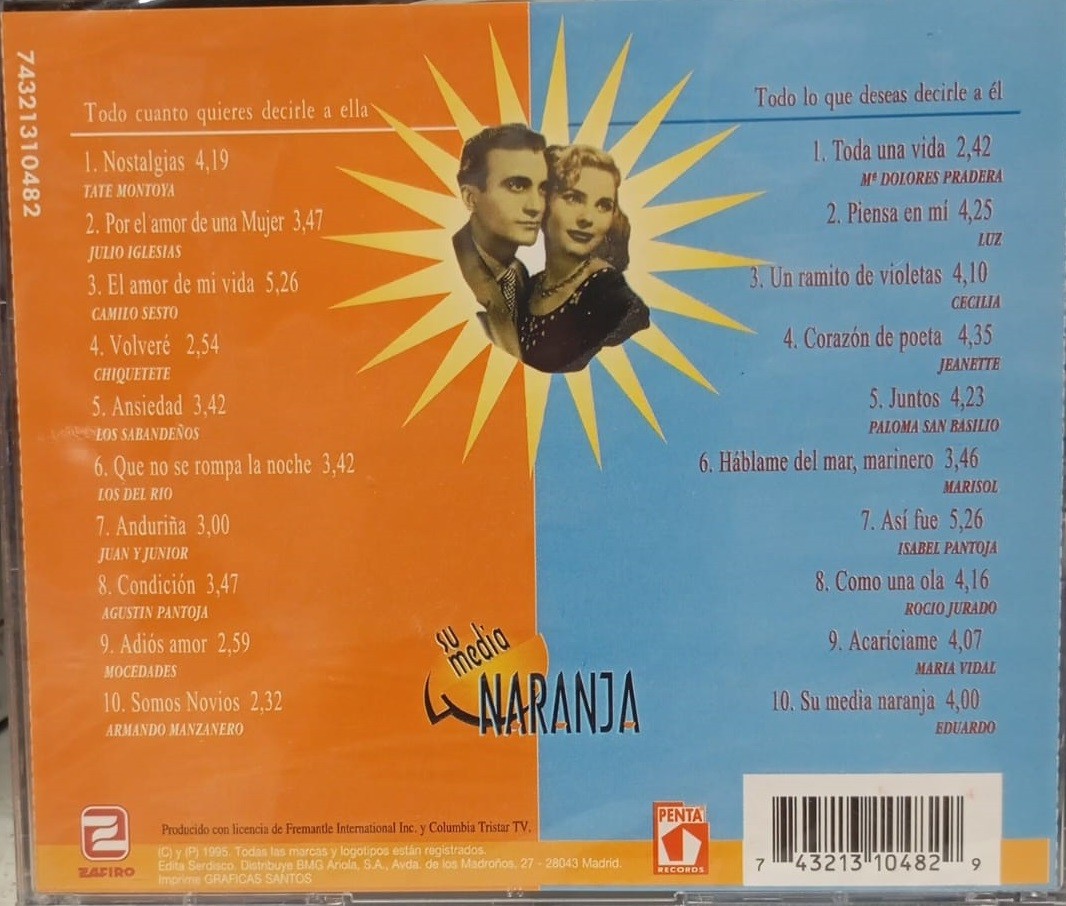 74321310482
Todo cuanto quieres decirle a ella
1. Nostalgias 4,19
TATE MONTOYA
2. Por el amor de una Mujer 3,47
JULIO IGLESIAS
3. El amor de mi vida 5,26
CAMILO SESTO
4. Volveré 2,54
CHIQUETETE
5. Ansiedad 3,42
LOS SABANDEÑOS
6. Que no se rompa la noche 3,42
LOS DEL RIO
7. Anduriña 3,00
JUAN Y JUNIOR
8. Condición 3,47
AGUSTIN PANTOJA
9. Adiós amor 2,59
MOCEDADES
10. Somos Novios 2,32
ARMANDO MANZANERO
Todo lo que deseas decirle a él
1. Toda una vida 2,42
Mª DOLORES PRADERA
2. Piensa en mí 4,25
LUZ
3. Un ramito de violetas 4,10
CECILIA
4. Corazón de poeta 4,35
JEANETTE
5. Juntos 4,23
PALOMA SAN BASILIO
6. Háblame del mar, marinero 3,46
MARISOL
7. Así fue 5,26
ISABEL PANTOJA
8. Como una ola 4,16
ROCIO JURADO
9. Acaríciame 4,07
MARIA VIDAL
10. Su media naranja 4,00
EDUARDO
su
media
NARANJA
ZAFIRO
Producido con licencia de Fremantle International Inc. y Columbia Tristar TV.
(C) y (P) 1995. Todas las marcas y logotipos están registrados.
Edita Serdisco. Distribuye BMG Ariola, S.A., Avda. de los Madroños, 27 - 28043 Madrid.
Imprime GRAFICAS SANTOS
PENTA
RECORDS
7 43213 10482 9